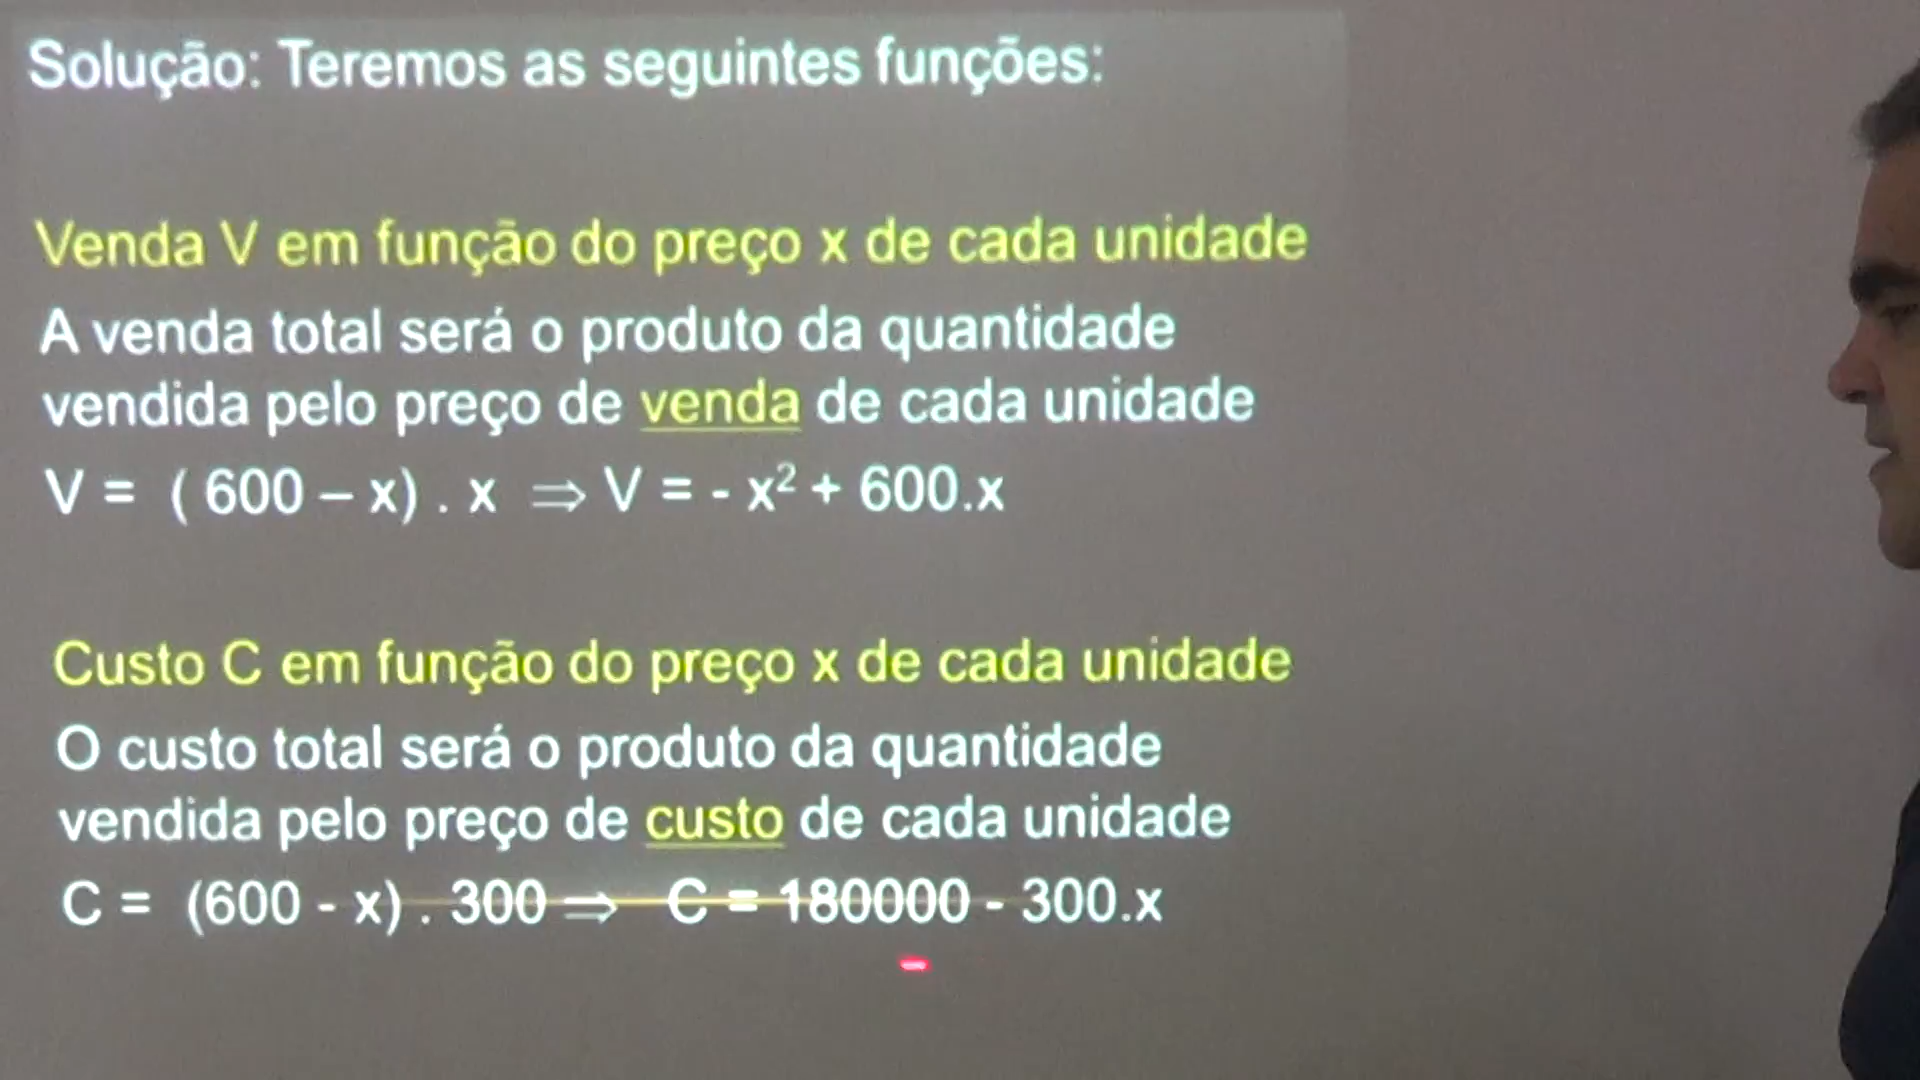 Solução: Teremos as seguintes funções:
Venda V em função do preço x de cada unidade
A venda total será o produto da quantidade
vendida pelo preço de venda de cada unidade
V = ( 600 – x) . x ⇒ V = - x² + 600.x
Custo C em função do preço x de cada unidade
O custo total será o produto da quantidade
vendida pelo preço de custo de cada unidade
C = (600 - x) . 300 ⇒ C = 180000 - 300.x